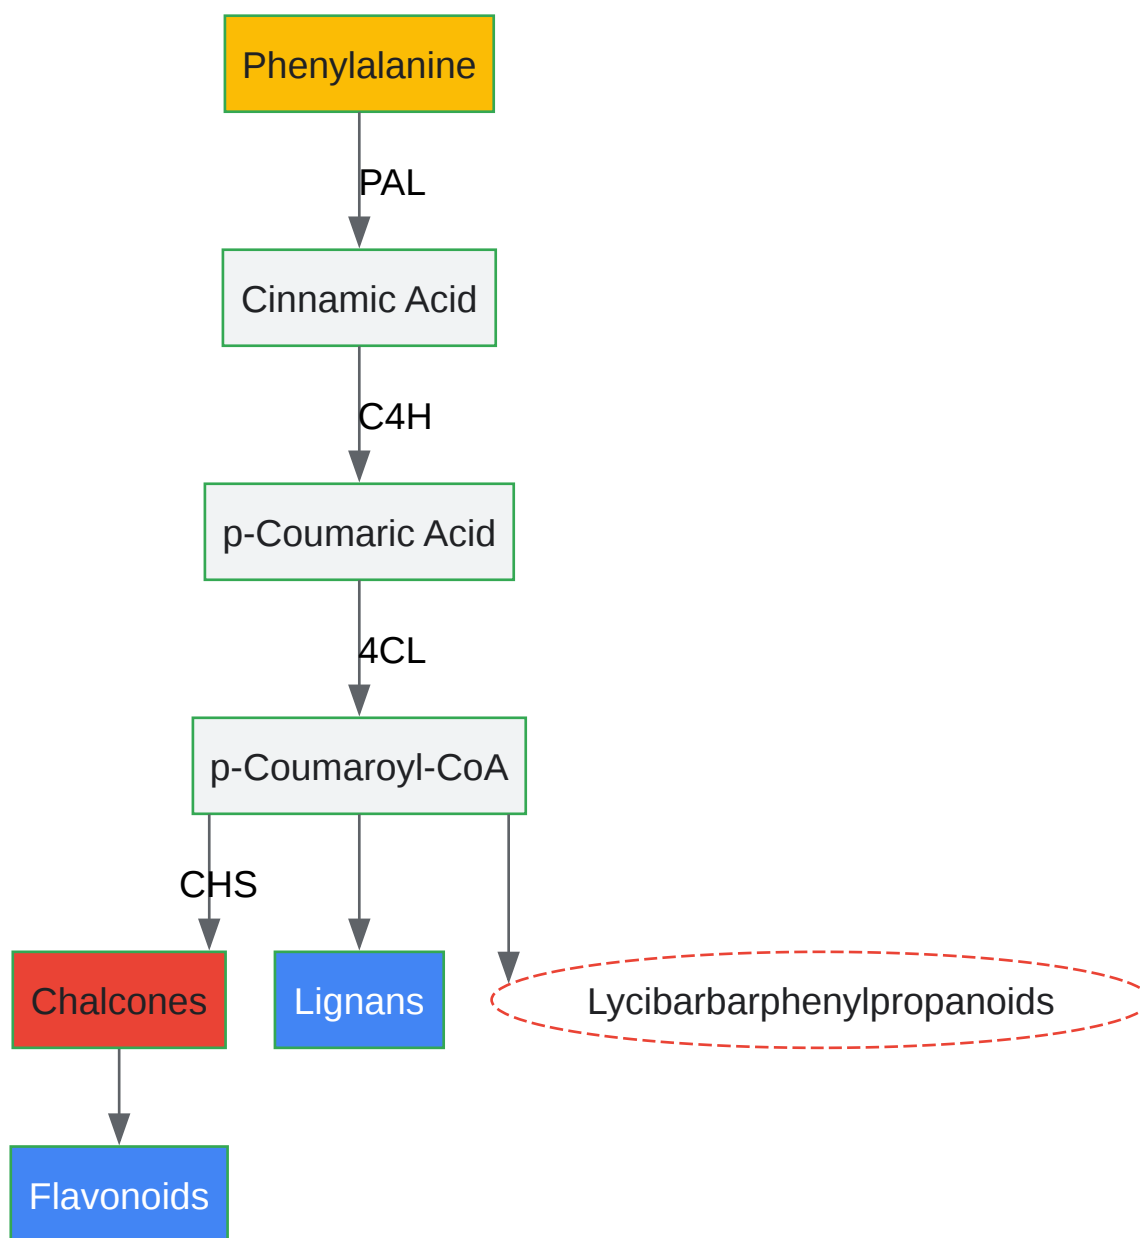 Phenylalanine
PAL
Cinnamic Acid
C4H
p-Coumaric Acid
4CL
p-Coumaroyl-CoA
CHS
Chalcones
Lignans
Lycibarbarphenylpropanoids
Flavonoids